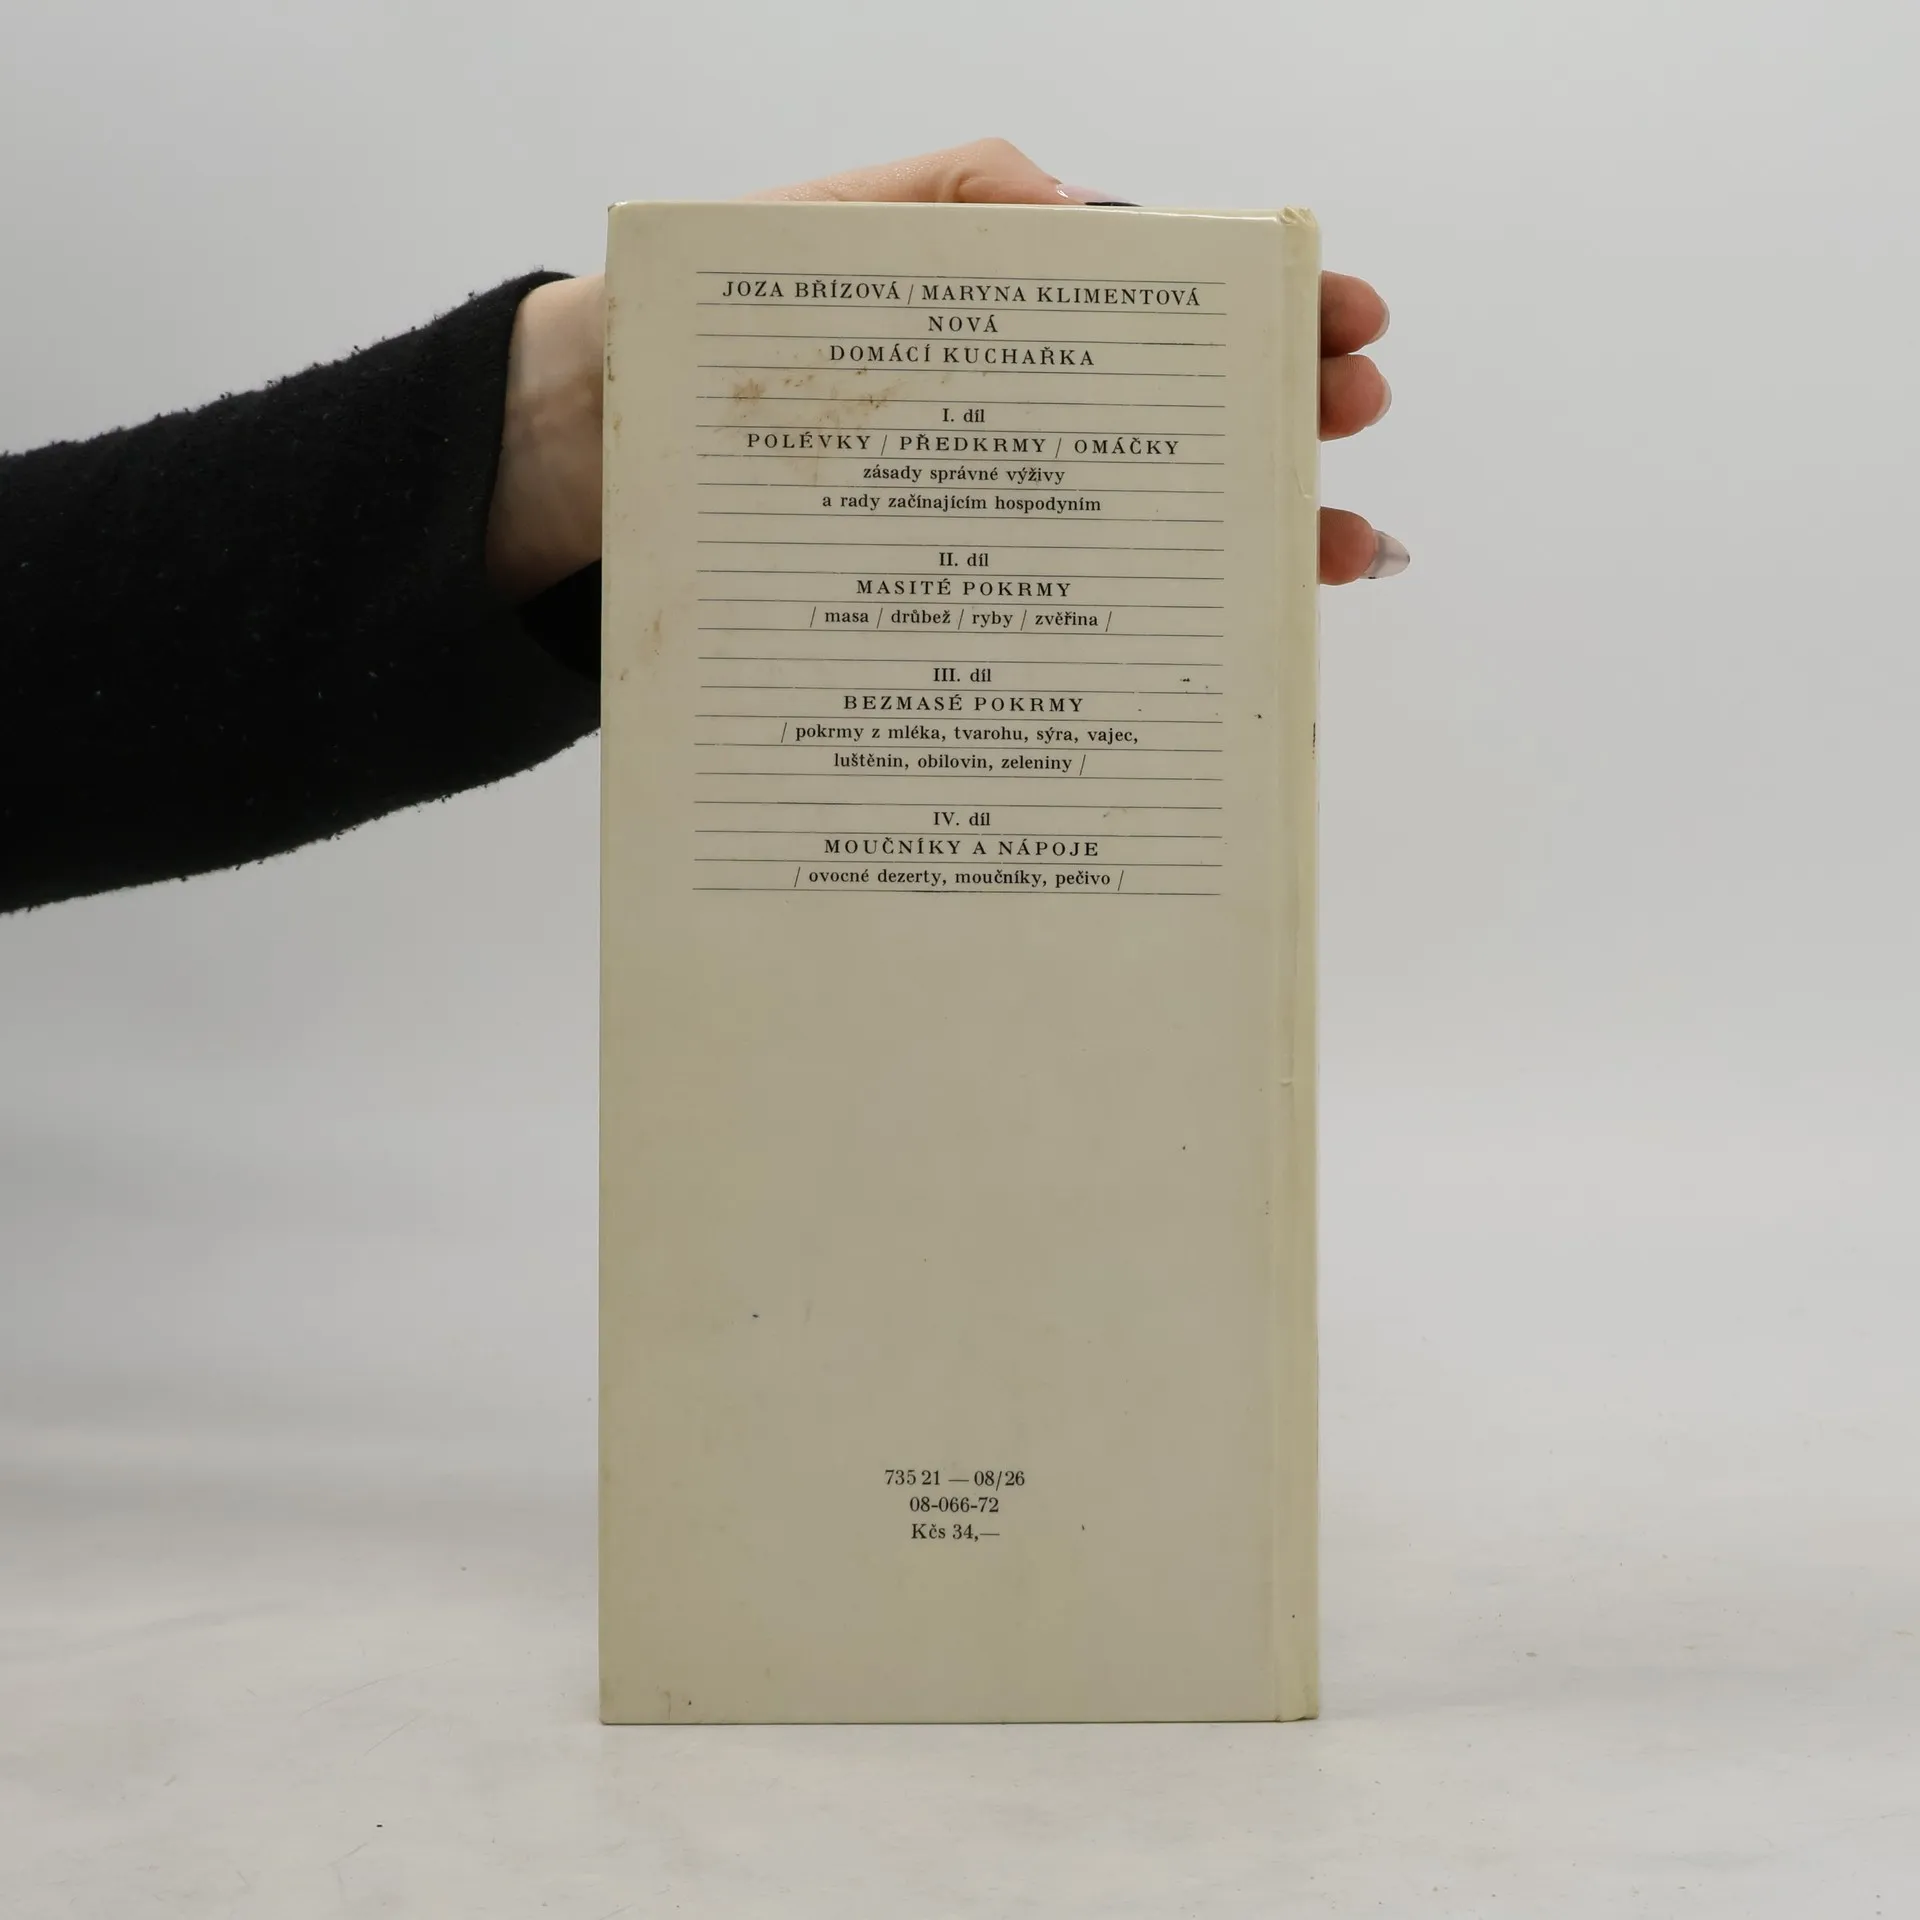 JOZA BŘÍZOVÁ / MARYNA KLIMENTOVÁ
NOVÁ
DOMÁCÍ KUCHAŘKA
I. díl
POLÉVKY / PŘEDKRMY / OMÁČKY
zásady správné výživy
a rady začínajícím hospodyním
II. díl
MASITÉ POKRMY
/ masa / drůbež / ryby / zvěřina /
III. díl
BEZMASÉ POKRMY
/ pokrmy z mléka, tvarohu, sýra, vajec,
luštěnin, obilovin, zeleniny /
IV. díl
MOUČNÍKY A NÁPOJE
/ ovocné dezerty, moučníky, pečivo /
735 21 — 08/26
08-066-72
Kčs 34,—